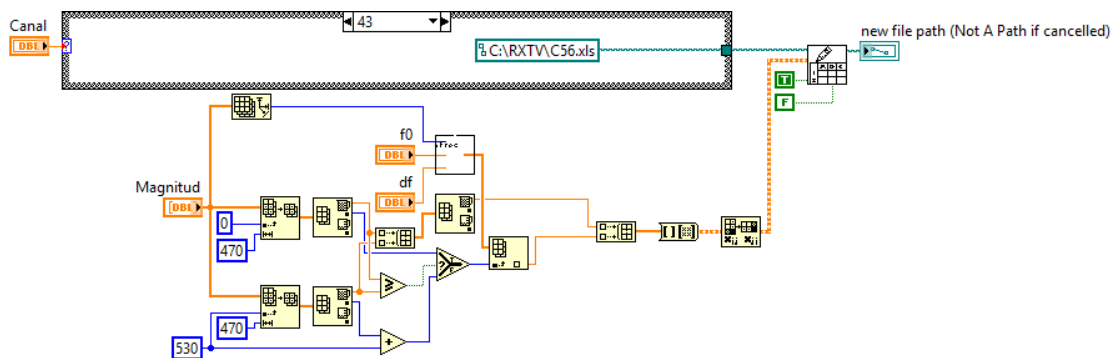 43
Canal
DBL
C:\RXTV\C56.xls
new file path (Not A Path if cancelled)
T
F
f0
DBL
df
DBL
Magnitud
[DBL]
0
470
470
530